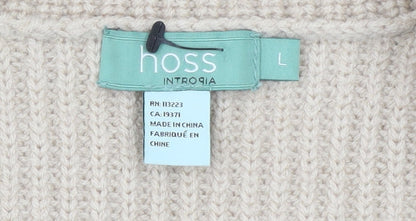 hoss
INTROPIA
L
RN: 113223
CA: 19371
MADE IN CHINA
FABRIQUÉ EN
CHINE